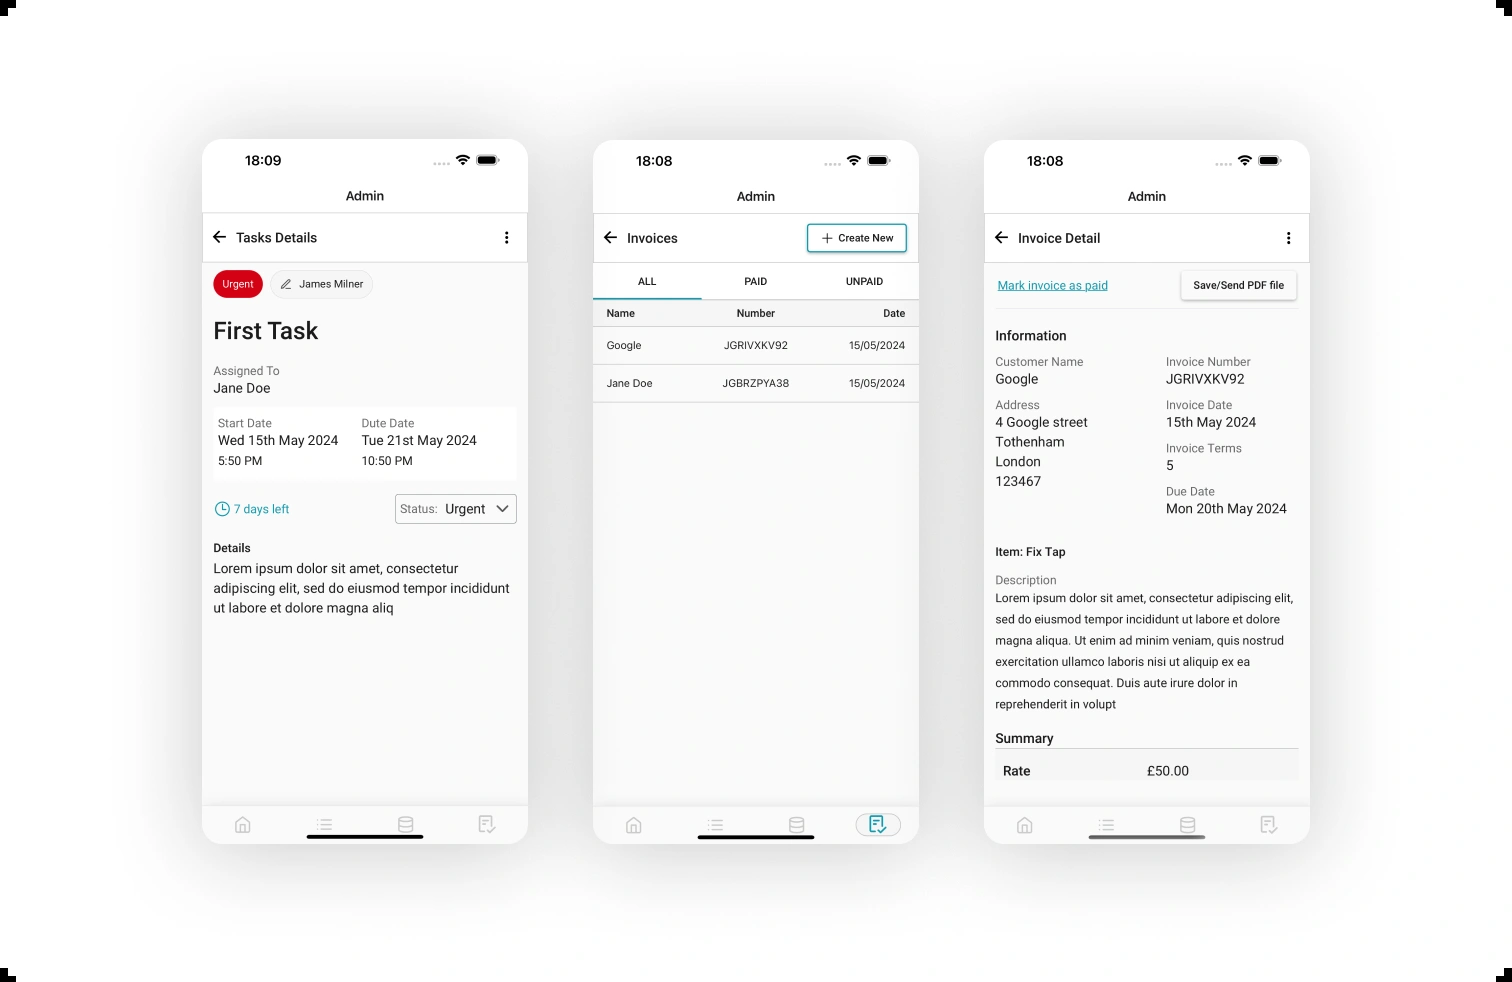 18:09
Admin
Tasks Details
Urgent
James Milner
First Task
Assigned To
Jane Doe
Start Date
Dute Date
Wed 15th May 2024
Tue 21st May 2024
5:50 PM
10:50 PM
7 days left
Status: Urgent
Details
Lorem ipsum dolor sit amet, consectetur
adipiscing elit, sed do eiusmod tempor incididunt
ut labore et dolore magna aliq
18:08
Admin
Invoices
Create New
ALL
PAID
UNPAID
Name
Number
Date
Google
JGRIVXKV92
15/05/2024
Jane Doe
JGBRZPYA38
15/05/2024
18:08
Admin
Invoice Detail
Mark invoice as paid
Save/Send PDF file
Information
Customer Name
Google
Address
4 Google street
Tothenham
London
123467
Invoice Number
JGRIVXKV92
Invoice Date
15th May 2024
Invoice Terms
5
Due Date
Mon 20th May 2024
Item: Fix Tap
Description
Lorem ipsum dolor sit amet, consectetur adipiscing elit,
sed do eiusmod tempor incididunt ut labore et dolore
magna aliqua. Ut enim ad minim veniam, quis nostrud
exercitation ullamco laboris nisi ut aliquip ex ea
commodo consequat. Duis aute irure dolor in
reprehenderit in volupt
Summary
Rate
£50.00